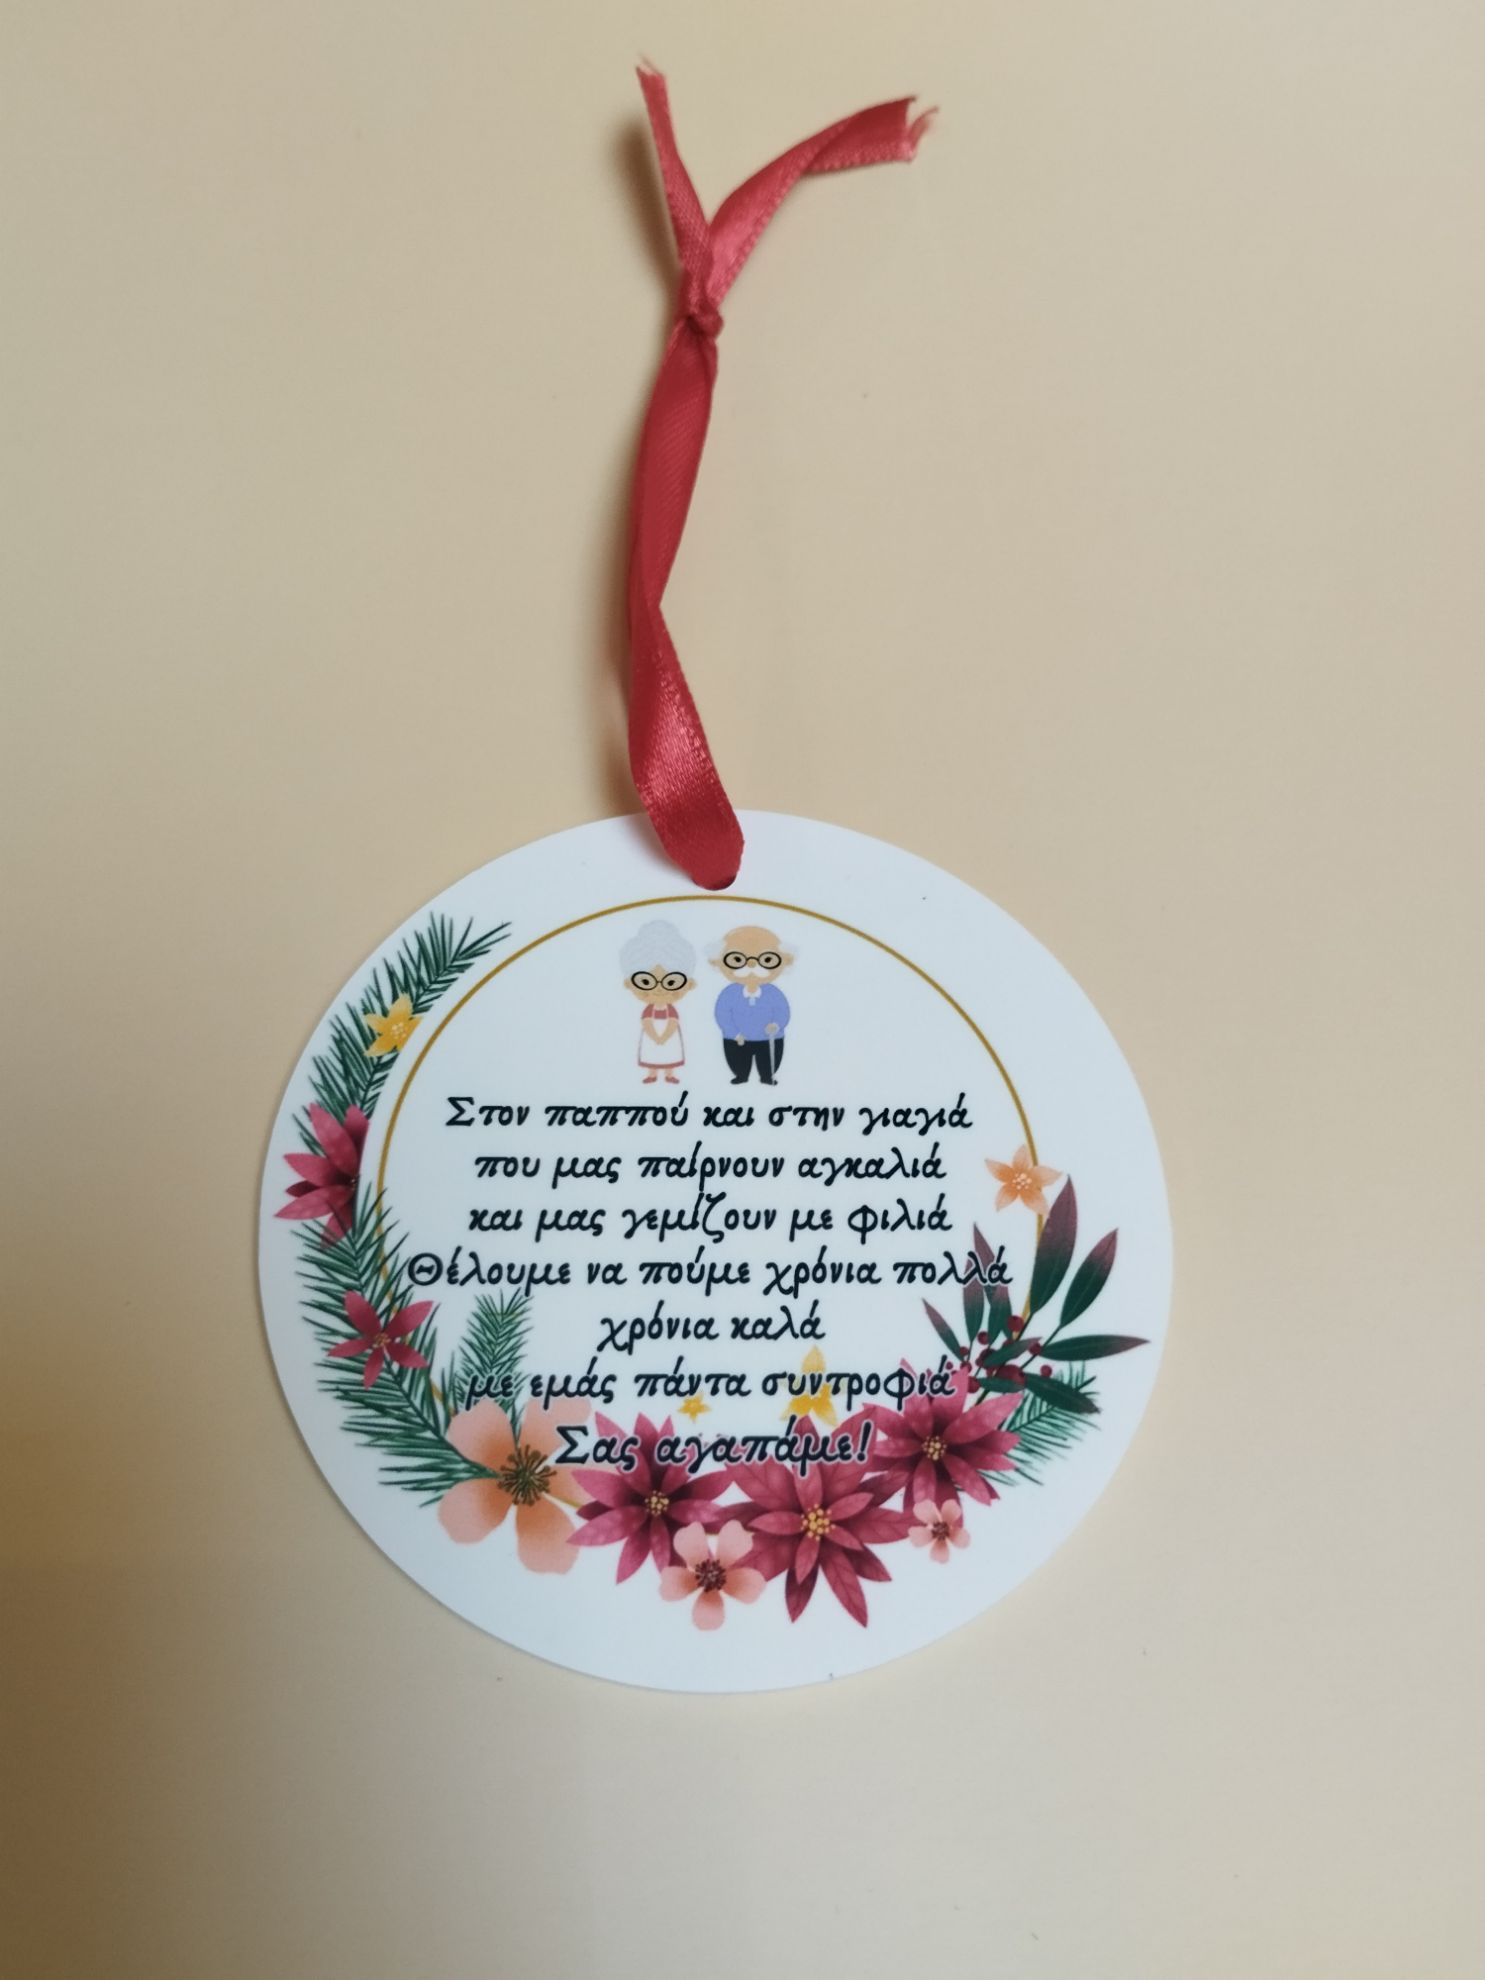 Στον παππού και στην γιαγιά
που μας παίρνουν αγκαλιά
και μας γεμίζουν με φιλιά
Θέλουμε να πούμε χρόνια πολλά
χρόνια καλά
με εμάς πάντα συντροφιά
Σας αγαπάμε!